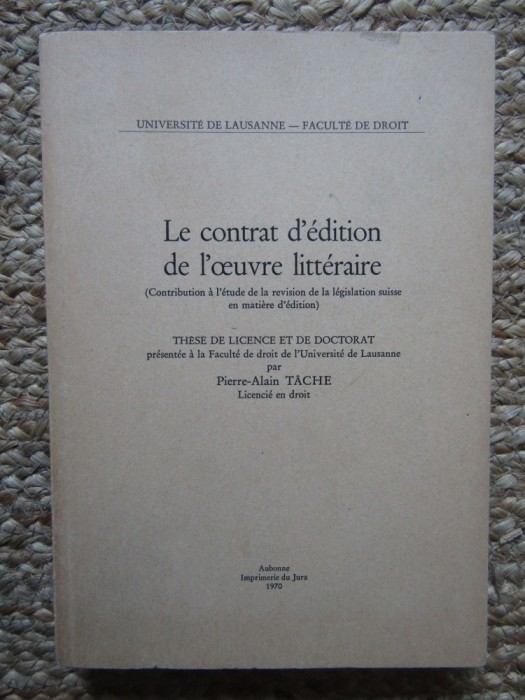 UNIVERSITÉ DE LAUSANNE — FACULTÉ DE DROIT
Le contrat d'édition
de l'œuvre littéraire
(Contribution à l'étude de la revision de la législation suisse
en matière d'édition)
THÈSE DE LICENCE ET DE DOCTORAT
présentée à la Faculté de droit de l'Université de Lausanne
par
Pierre-Alain TÂCHE
Licencié en droit
Aubonne
Imprimerie du Jura
1970